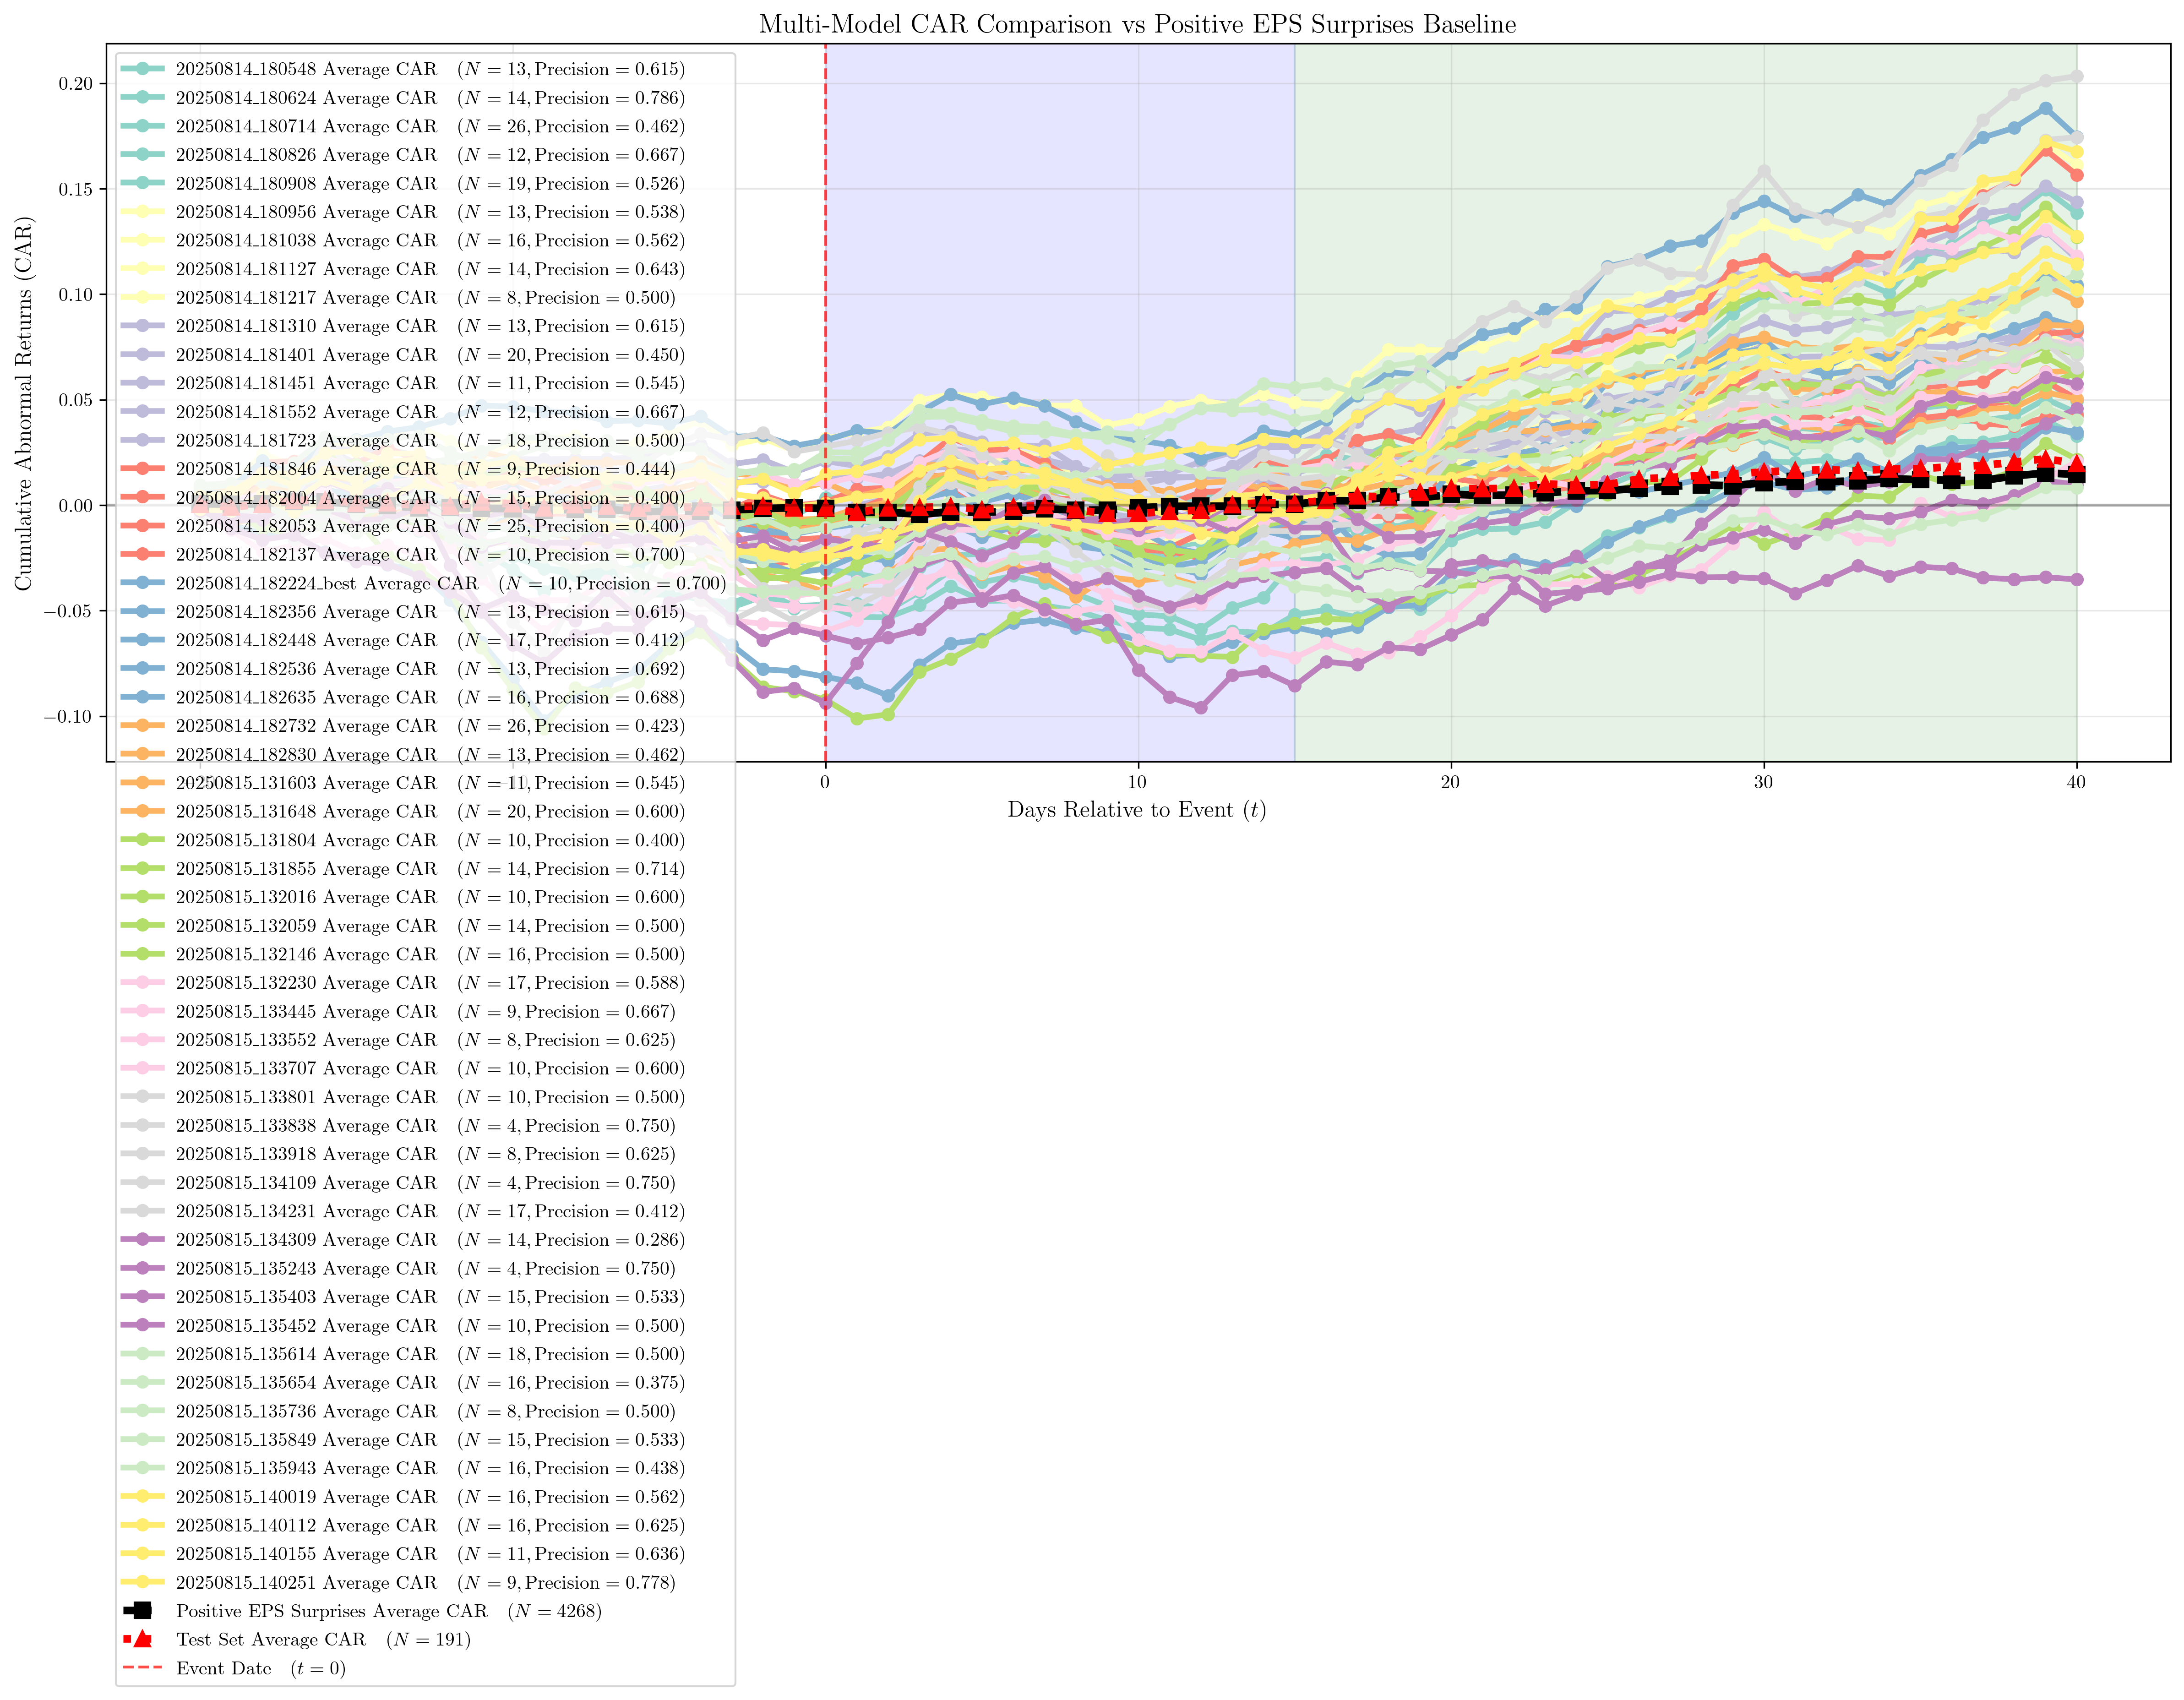 Multi-Model CAR Comparison vs Positive EPS Surprises Baseline
Cumulative Abnormal Returns (CAR)
0.20
0.15
0.10
0.05
0.00
−0.05
−0.10
20250814_180548 Average CAR (N = 13, Precision = 0.615)
20250814_180624 Average CAR (N = 14, Precision = 0.786)
20250814_180714 Average CAR (N = 26, Precision = 0.462)
20250814_180826 Average CAR (N = 12, Precision = 0.667)
20250814_180908 Average CAR (N = 19, Precision = 0.526)
20250814_180956 Average CAR (N = 13, Precision = 0.538)
20250814_181038 Average CAR (N = 16, Precision = 0.562)
20250814_181127 Average CAR (N = 14, Precision = 0.643)
20250814_181217 Average CAR (N = 8, Precision = 0.500)
20250814_181310 Average CAR (N = 13, Precision = 0.615)
20250814_181401 Average CAR (N = 20, Precision = 0.450)
20250814_181451 Average CAR (N = 11, Precision = 0.545)
20250814_181552 Average CAR (N = 12, Precision = 0.667)
20250814_181723 Average CAR (N = 18, Precision = 0.500)
20250814_181846 Average CAR (N = 9, Precision = 0.444)
20250814_182004 Average CAR (N = 15, Precision = 0.400)
20250814_182053 Average CAR (N = 25, Precision = 0.400)
20250814_182137 Average CAR (N = 10, Precision = 0.700)
20250814_182224_best Average CAR (N = 10, Precision = 0.700)
20250814_182356 Average CAR (N = 13, Precision = 0.615)
20250814_182448 Average CAR (N = 17, Precision = 0.412)
20250814_182536 Average CAR (N = 13, Precision = 0.692)
20250814_182635 Average CAR (N = 16, Precision = 0.688)
20250814_182732 Average CAR (N = 26, Precision = 0.423)
20250814_182830 Average CAR (N = 13, Precision = 0.462)
20250815_131603 Average CAR (N = 11, Precision = 0.545)
20250815_131648 Average CAR (N = 20, Precision = 0.600)
20250815_131804 Average CAR (N = 10, Precision = 0.400)
20250815_131855 Average CAR (N = 14, Precision = 0.714)
20250815_132016 Average CAR (N = 10, Precision = 0.600)
20250815_132059 Average CAR (N = 14, Precision = 0.500)
20250815_132146 Average CAR (N = 16, Precision = 0.500)
20250815_132230 Average CAR (N = 17, Precision = 0.588)
20250815_133445 Average CAR (N = 9, Precision = 0.667)
20250815_133552 Average CAR (N = 8, Precision = 0.625)
20250815_133707 Average CAR (N = 10, Precision = 0.600)
20250815_133801 Average CAR (N = 10, Precision = 0.500)
20250815_133838 Average CAR (N = 4, Precision = 0.750)
20250815_133918 Average CAR (N = 8, Precision = 0.625)
20250815_134109 Average CAR (N = 4, Precision = 0.750)
20250815_134231 Average CAR (N = 17, Precision = 0.412)
20250815_134309 Average CAR (N = 14, Precision = 0.286)
20250815_135243 Average CAR (N = 4, Precision = 0.750)
20250815_135403 Average CAR (N = 15, Precision = 0.533)
20250815_135452 Average CAR (N = 10, Precision = 0.500)
20250815_135614 Average CAR (N = 18, Precision = 0.500)
20250815_135654 Average CAR (N = 16, Precision = 0.375)
20250815_135736 Average CAR (N = 8, Precision = 0.500)
20250815_135849 Average CAR (N = 15, Precision = 0.533)
20250815_135943 Average CAR (N = 16, Precision = 0.438)
20250815_140019 Average CAR (N = 16, Precision = 0.562)
20250815_140112 Average CAR (N = 16, Precision = 0.625)
20250815_140155 Average CAR (N = 11, Precision = 0.636)
20250815_140251 Average CAR (N = 9, Precision = 0.778)
Positive EPS Surprises Average CAR (N = 4268)
Test Set Average CAR (N = 191)
Event Date (t = 0)
0 10 20 30 40
Days Relative to Event (t)